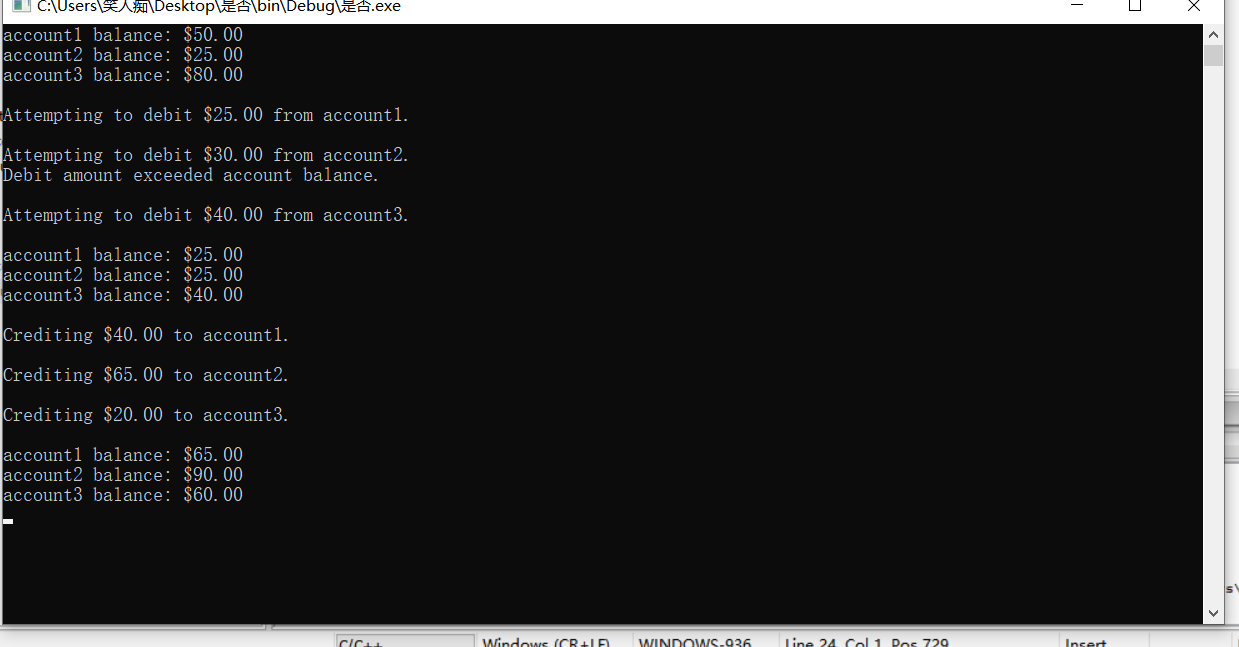 C:\Users\笑人痴\Desktop\是否\bin\Debug\是否.exe
account1 balance: $50.00
account2 balance: $25.00
account3 balance: $80.00
Attempting to debit $25.00 from account1.
Attempting to debit $30.00 from account2.
Debit amount exceeded account balance.
Attempting to debit $40.00 from account3.
account1 balance: $25.00
account2 balance: $25.00
account3 balance: $40.00
Crediting $40.00 to account1.
Crediting $65.00 to account2.
Crediting $20.00 to account3.
account1 balance: $65.00
account2 balance: $90.00
account3 balance: $60.00
s\
C/C++ Windows (CR+LF) WINDOWS-936 Line 24, Col 1, Pos 729 Insert